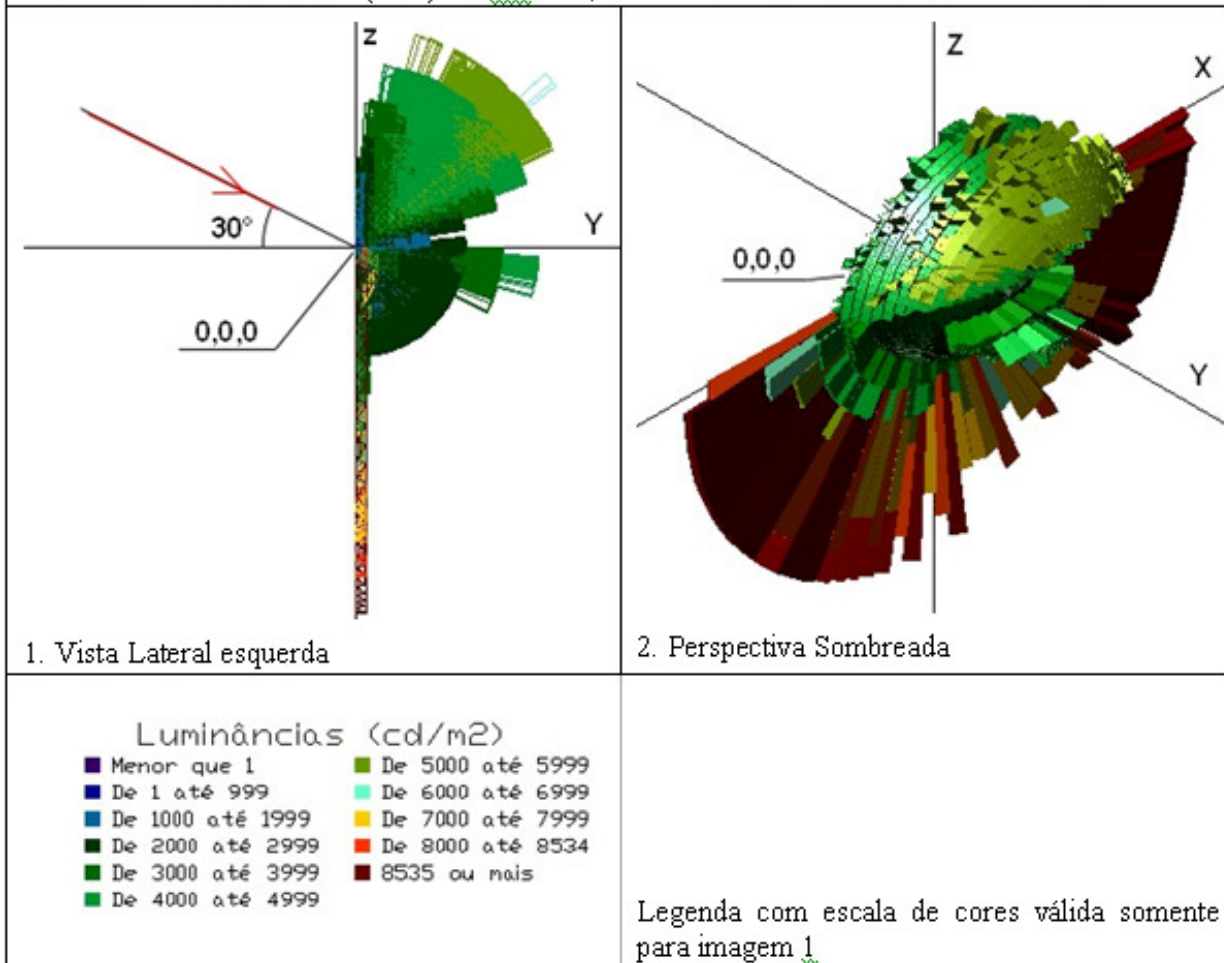 z
Y
30°
0,0,0
1. Vista Lateral esquerda
Z
X
0,0,0
Y
2. Perspectiva Sombreada
Luminâncias (cd/m2)
Menor que 1
De 1 até 999
De 1000 até 1999
De 2000 até 2999
De 3000 até 3999
De 4000 até 4999
De 5000 até 5999
De 6000 até 6999
De 7000 até 7999
De 8000 até 8534
8535 ou mais
Legenda com escala de cores válida somente
para imagem 1